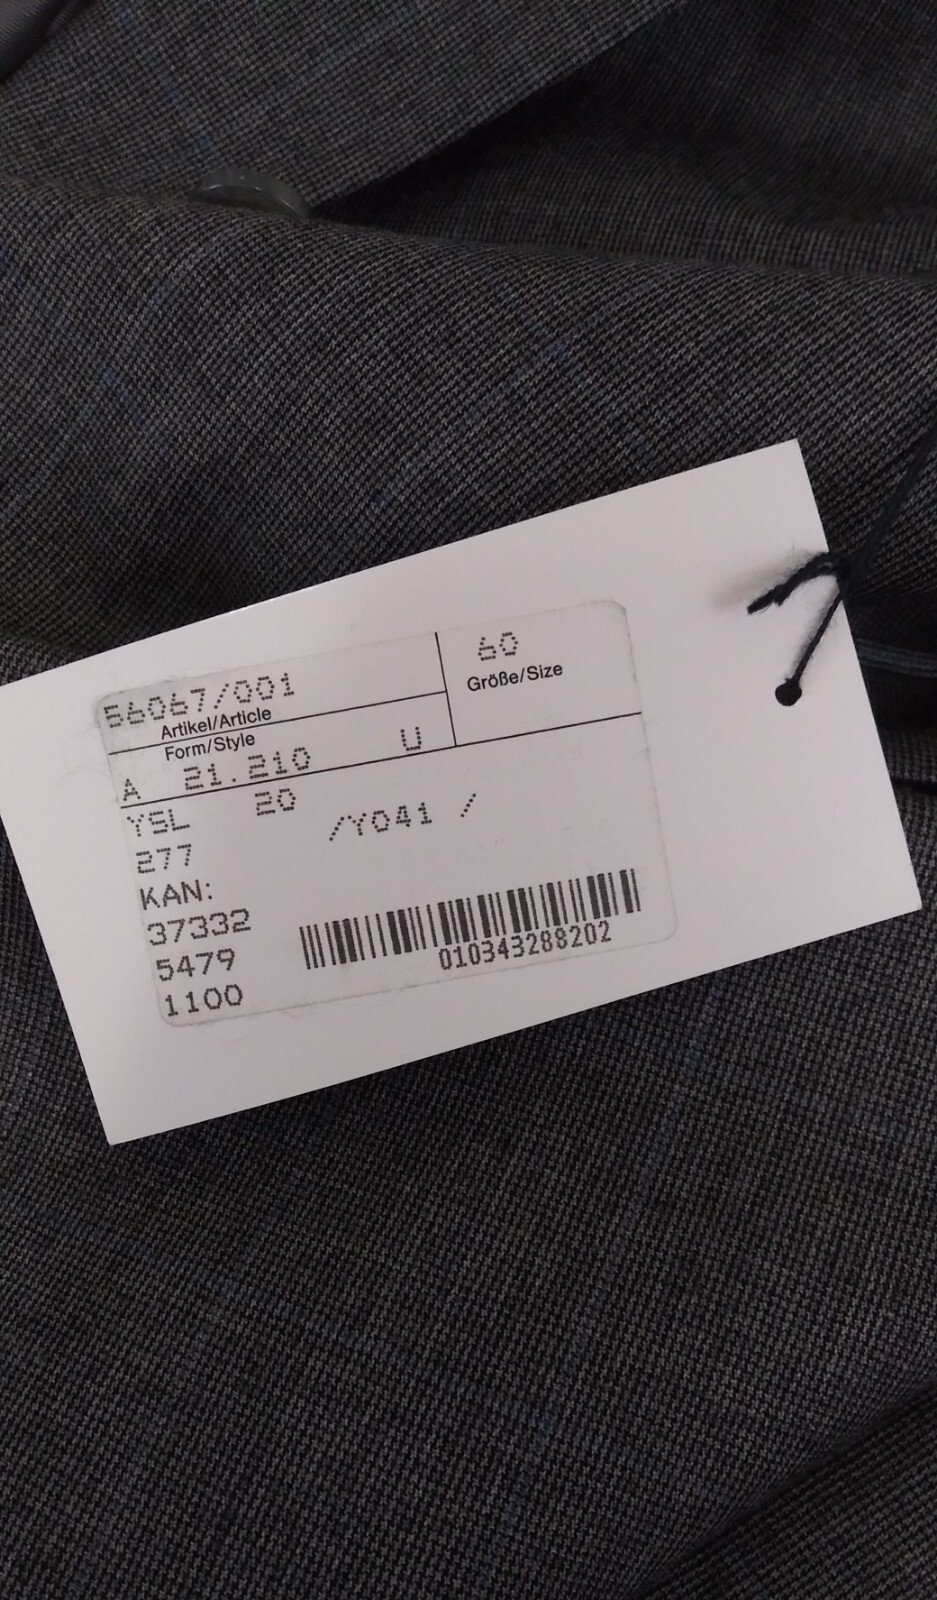 56067/001
Artikel/Article
60
Größe/Size
Form/Style
A 21.210 U
YSL 20 /Y041 /
277
KAN:
37332
5479
1100
010343288202